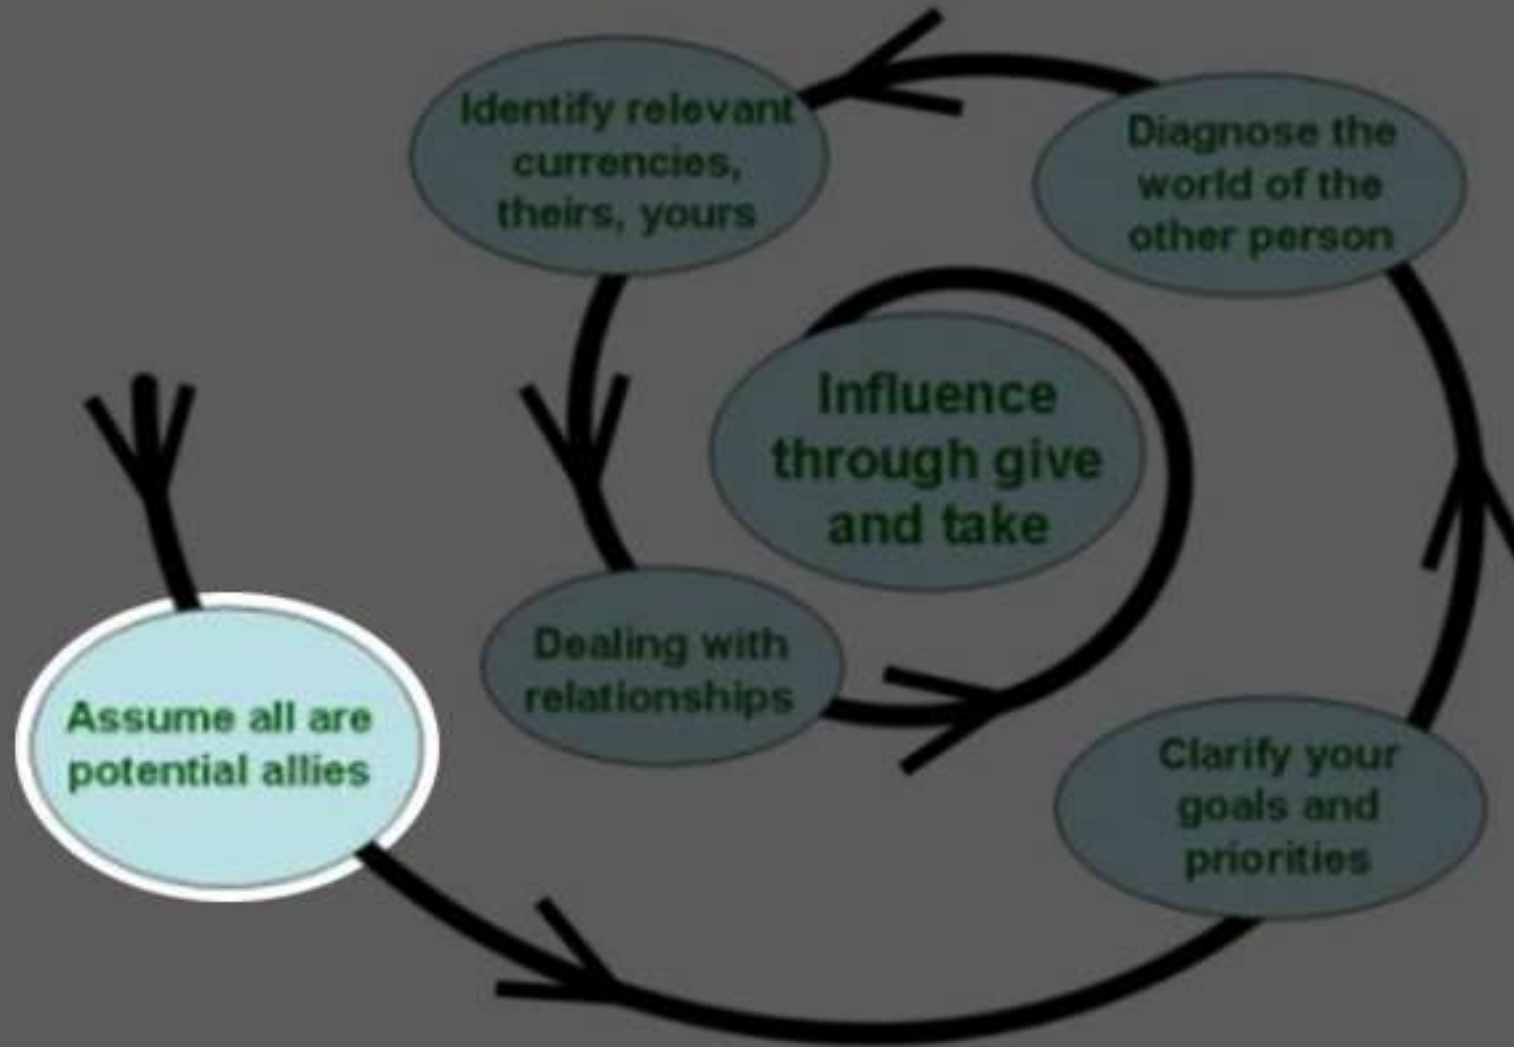 Identify relevant
currencies,
theirs, yours
Diagnose the
world of the
other person
Influence
through give
and take
Dealing with
relationships
Assume all are
potential allies
Clarify your
goals and
priorities